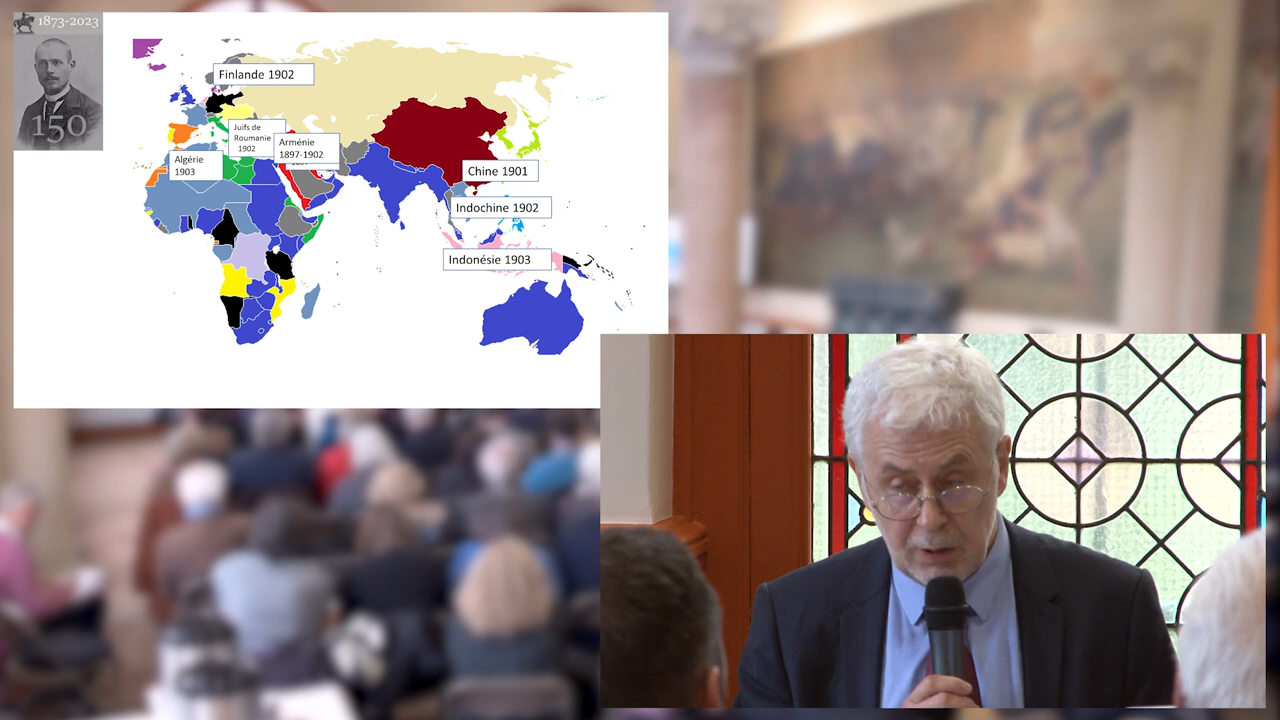 1873-2023
150
Finlande 1902
Juifs de
Roumanie
1902
Arménie
1897-1902
Algérie
1903
Chine 1901
Indochine 1902
Indonésie 1903